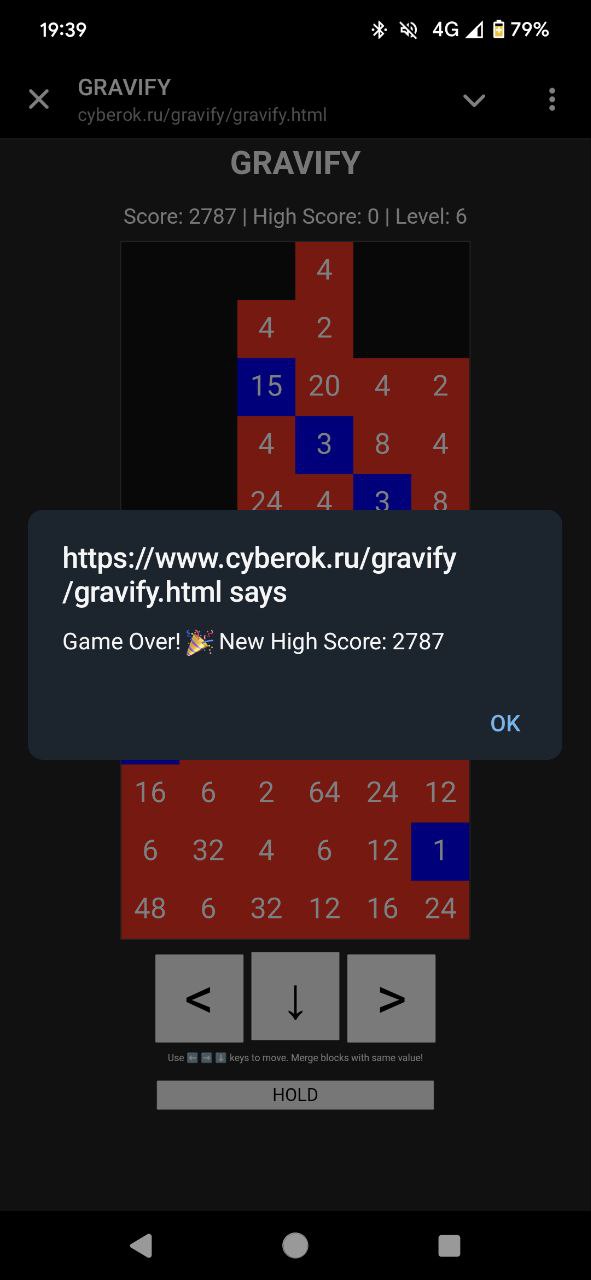 19:39 4G 79%
GRAVIFY
cyberok.ru/gravify/gravify.html
GRAVIFY
Score: 2787 | High Score: 0 | Level: 6
4
4 2
15 20 4 2
4 3 8 4
24 4 3 8
https://www.cyberok.ru/gravify
/gravify.html says
Game Over! 🎉 New High Score: 2787
OK
16 6 2 64 24 12
6 32 4 6 12 1
48 6 32 12 16 24
< ↓ >
Use ⬅️ ➡️ ⬇️ keys to move. Merge blocks with same value!
HOLD